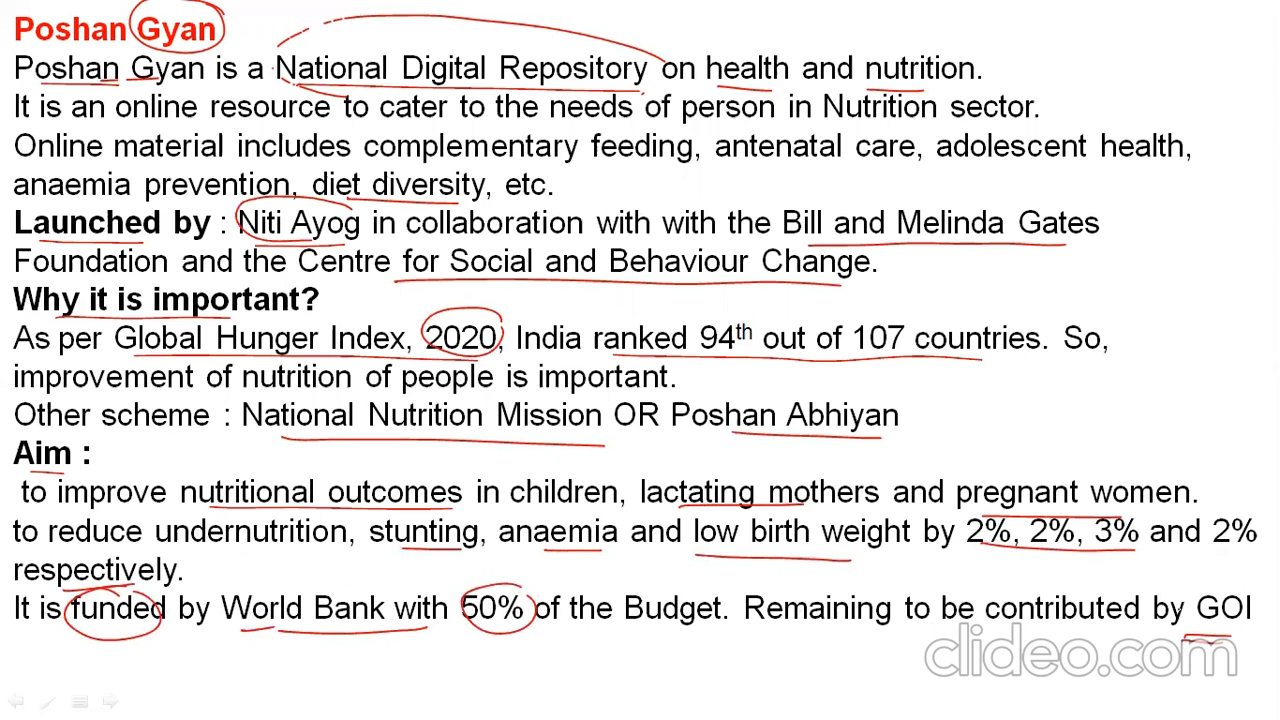 Poshan Gyan
Poshan Gyan is a National Digital Repository on health and nutrition.
It is an online resource to cater to the needs of person in Nutrition sector.
Online material includes complementary feeding, antenatal care, adolescent health,
anaemia prevention, diet diversity, etc.
Launched by : Niti Ayog in collaboration with with the Bill and Melinda Gates
Foundation and the Centre for Social and Behaviour Change.
Why it is important?
As per Global Hunger Index, 2020, India ranked 94th out of 107 countries. So,
improvement of nutrition of people is important.
Other scheme : National Nutrition Mission OR Poshan Abhiyan
Aim :
to improve nutritional outcomes in children, lactating mothers and pregnant women.
to reduce undernutrition, stunting, anaemia and low birth weight by 2%, 2%, 3% and 2%
respectively.
It is funded by World Bank with 50% of the Budget. Remaining to be contributed by GOI
clideo.com